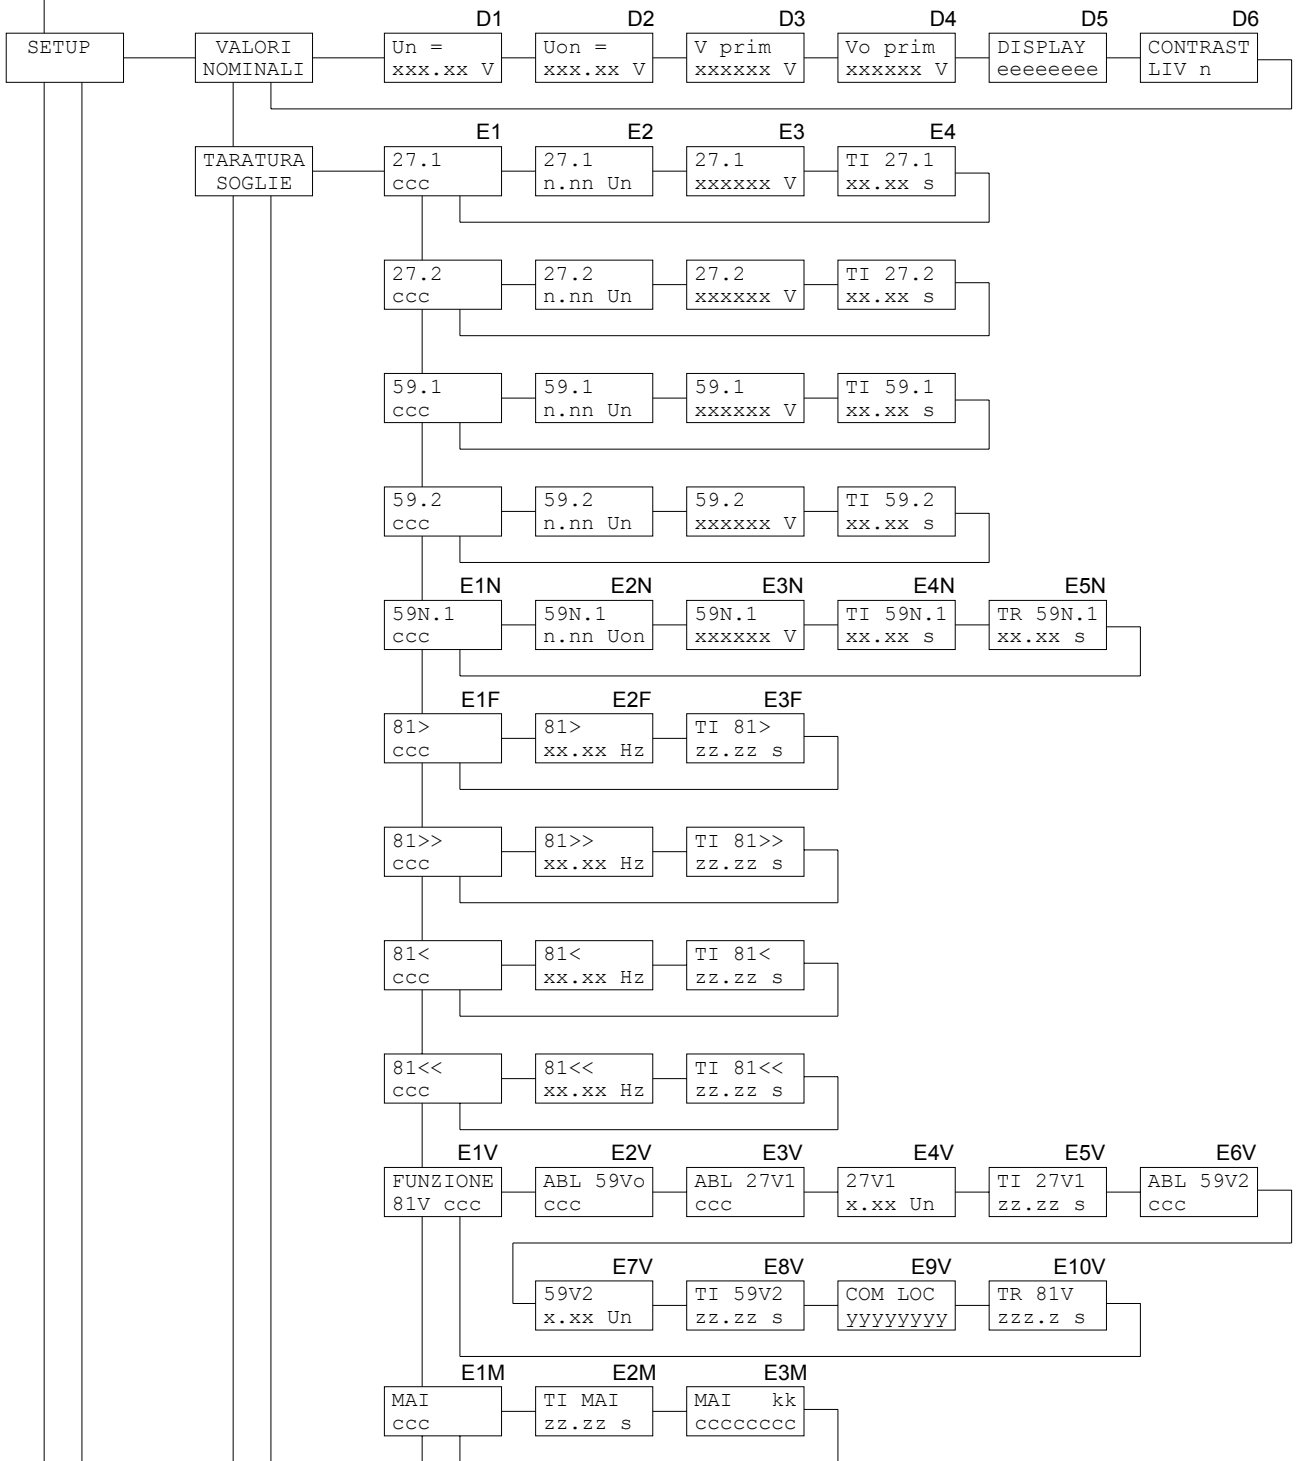 D1 D2 D3 D4 D5 D6
SETUP VALORI Un = Uon = V prim Vo prim DISPLAY CONTRAST
NOMINALI xxx.xx V xxx.xx V xxxxxx V xxxxxx V eeeeeeee LIV n
E1 E2 E3 E4
TARATURA 27.1 27.1 27.1 TI 27.1
SOGLIE ccc n.nn Un xxxxxx V xx.xx s
27.2 27.2 27.2 TI 27.2
ccc n.nn Un xxxxxx V xx.xx s
59.1 59.1 59.1 TI 59.1
ccc n.nn Un xxxxxx V xx.xx s
59.2 59.2 59.2 TI 59.2
ccc n.nn Un xxxxxx V xx.xx s
E1N E2N E3N E4N E5N
59N.1 59N.1 59N.1 TI 59N.1 TR 59N.1
ccc n.nn Uon xxxxxx V xx.xx s xx.xx s
E1F E2F E3F
81> 81> TI 81>
ccc xx.xx Hz zz.zz s
81>> 81>> TI 81>>
ccc xx.xx Hz zz.zz s
81< 81< TI 81<
ccc xx.xx Hz zz.zz s
81<< 81<< TI 81<<
ccc xx.xx Hz zz.zz s
E1V E2V E3V E4V E5V E6V
FUNZIONE ABL 59Vo ABL 27V1 27V1 TI 27V1 ABL 59V2
81V ccc ccc ccc x.xx Un zz.zz s ccc
E7V E8V E9V E10V
59V2 TI 59V2 COM LOC TR 81V
x.xx Un zz.zz s yyyyyyyy zzz.z s
E1M E2M E3M
MAI TI MAI MAI kk
ccc zz.zz s cccccccc